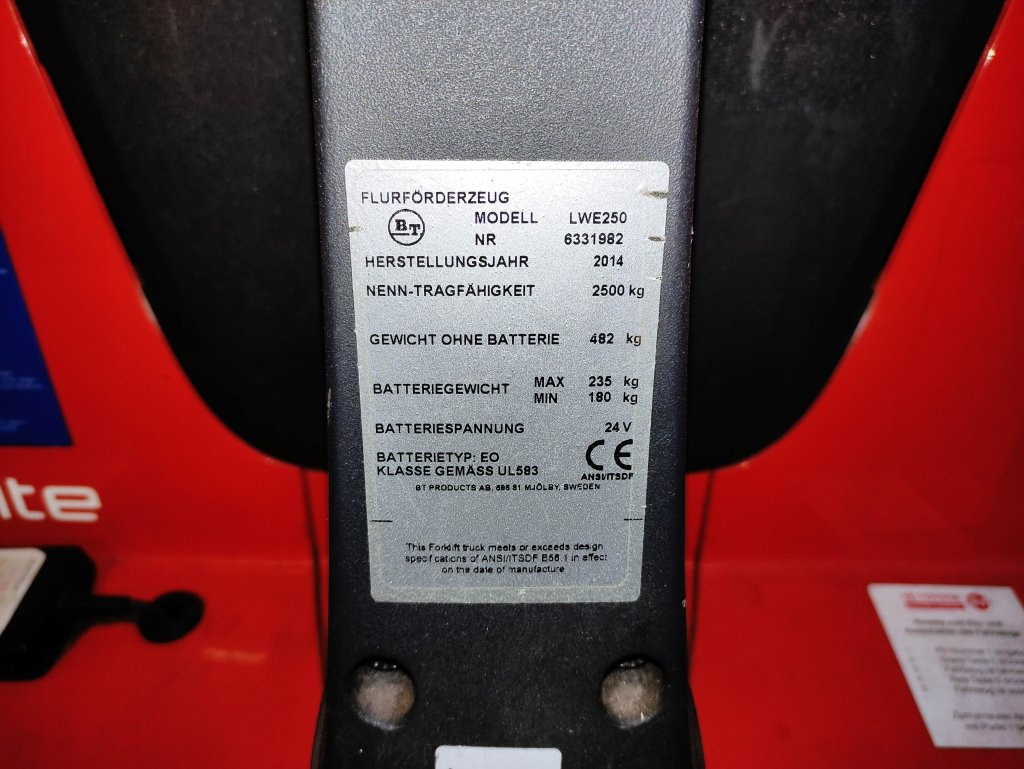 FLURFÖRDERZEUG
BT MODELL LWE250
NR 6331982
HERSTELLUNGSJAHR 2014
NENN-TRAGFÄHIGKEIT 2500 kg
GEWICHT OHNE BATTERIE 482 kg
BATTERIEGEWICHT MAX 235 kg
MIN 180 kg
BATTERIESPANNUNG 24 V
BATTERIETYP: EO
KLASSE GEMÄSS UL583 CE
ANSI/ITSDF
BT PRODUCTS AB, 595 81 MJÖLBY, SWEDEN
This Forklift truck meets or exceeds design
specifications of ANSI/ITSDF B56.1 in effect
on the date of manufacture
ite